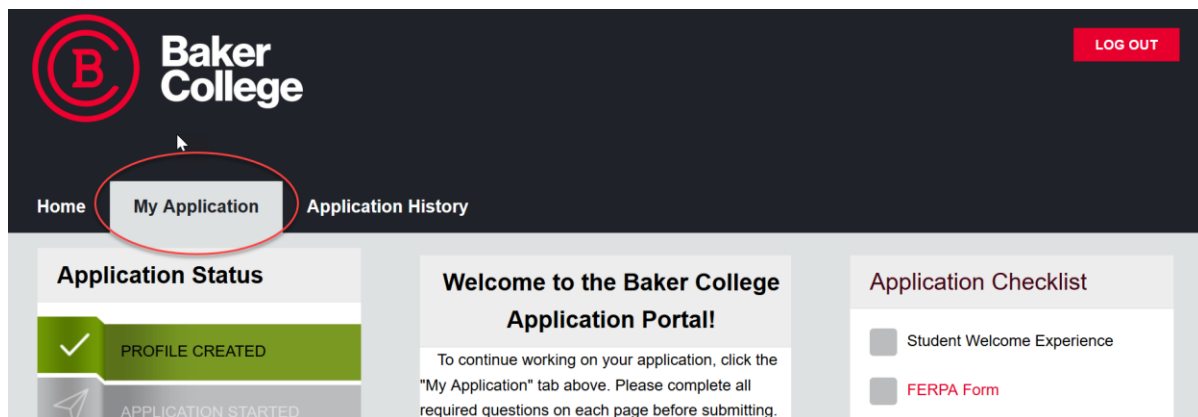 B
Baker
College
LOG OUT
Home
My Application
Application History
Application Status
PROFILE CREATED
APPLICATION STARTED
Welcome to the Baker College
Application Portal!
To continue working on your application, click the
"My Application" tab above. Please complete all
required questions on each page before submitting.
Application Checklist
Student Welcome Experience
FERPA Form